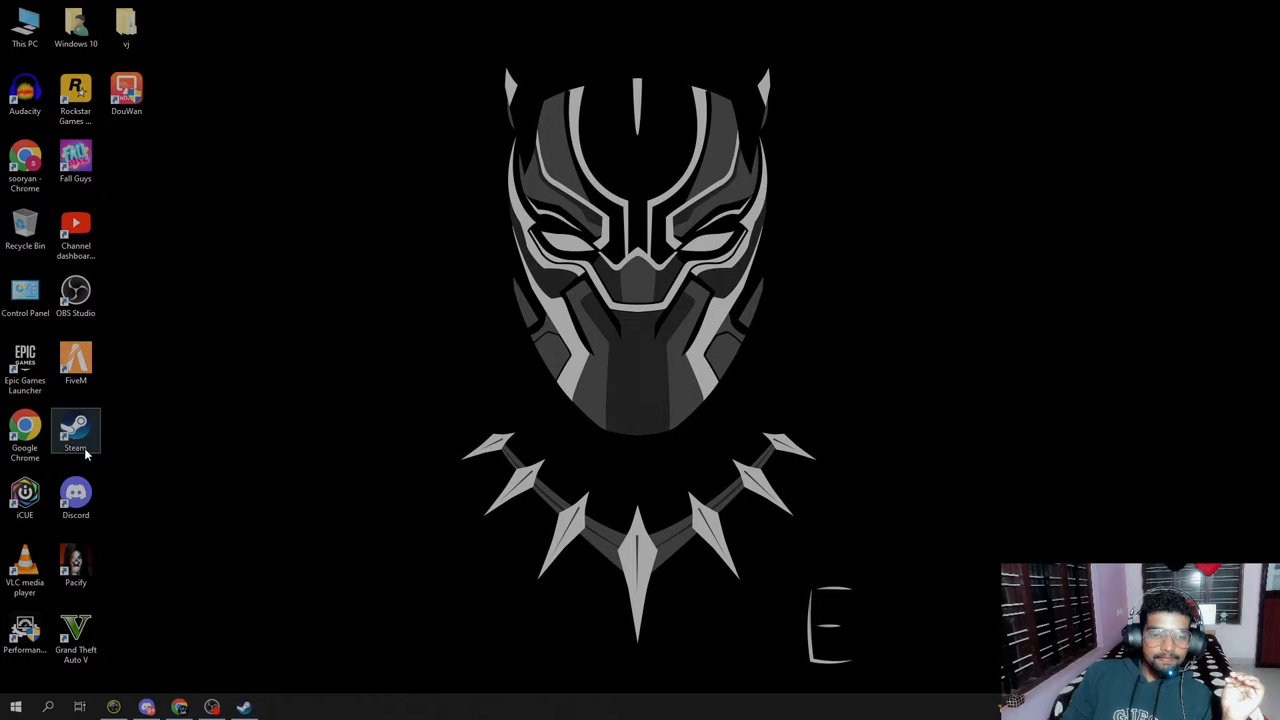 This PC
Windows 10
vj
Audacity
Rockstar
Games ...
DouWan
sooryan -
Chrome
Fall Guys
Recycle Bin
Channel
dashboar...
Control Panel
OBS Studio
EPIC
GAMES
Epic Games
Launcher
FiveM
Google
Chrome
Steam
iCUE
Discord
VLC media
player
Pacify
Performan...
Grand Theft
Auto V
E